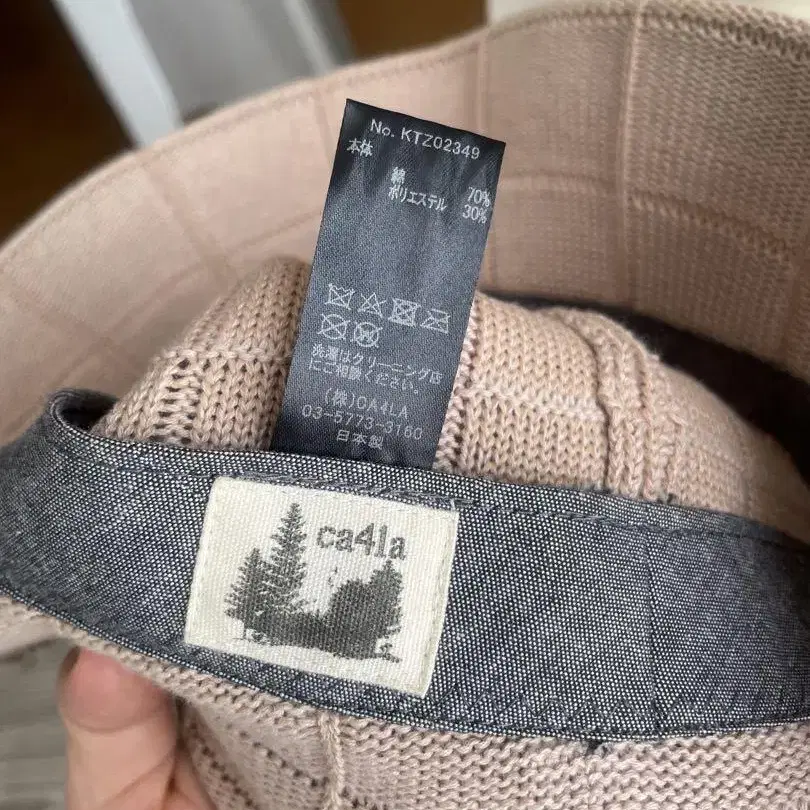 No. KTZ02349
本体
綿 70%
ポリエステル 30%
洗濯はクリーニング店
にご相談ください
(株)CA4LA
03-5773-3160
日本製
ca4la